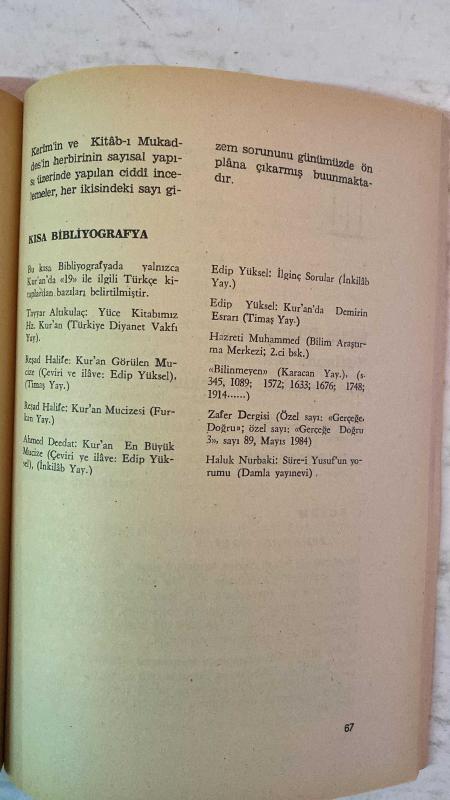 Kerîm'in ve Kitâb-ı Mukad-
des'in herbirinin sayısal yapı-
sı üzerinde yapılan ciddî ince-
lemeler, her ikisindeki sayı gi-
zem sorununu günümüzde ön
plâna çıkarmış buunmakta-
dır.
KISA BİBLİYOGRAFYA
Bu kısa Bibliyografyada yalnızca
Kur'an'da «19» ile ilgili Türkçe ki-
taplardan bazıları belirtilmiştir.
Tayyar Altıkulaç: Yüce Kitabımız
Hz. Kur'an (Türkiye Diyanet Vakfı
Yay).
Reşad Halife: Kur'an Görülen Mu-
cize (Çeviri ve ilâve: Edip Yüksel),
(Timaş Yay.)
Reşad Halife: Kur'an Mucizesi (Fur-
kan Yay.)
Ahmed Deedat: Kur'an En Büyük
Mucize (Çeviri ve ilâve: Edip Yük-
sel), (İnkilâb Yay.)
Edip Yüksel: İlginç Sorular (İnkilâb
Yay.)
Edip Yüksel: Kur'an'da Demirin
Esrarı (Timaş Yay.)
Hazreti Muhammed (Bilim Araştır-
ma Merkezi; 2.ci bsk.)
«Bilinmeyen» (Karacan Yay.), (s.
345, 1089; 1572; 1633; 1676; 1748;
1914......)
Zafer Dergisi (Özel sayı: «Gerçeğe,
Doğru»; özel sayı: «Gerçeğe Doğru
3», sayı 89, Mayıs 1984)
Haluk Nurbaki: Sûre-i Yusuf'un yo-
rumu (Damla yayınevi).
67